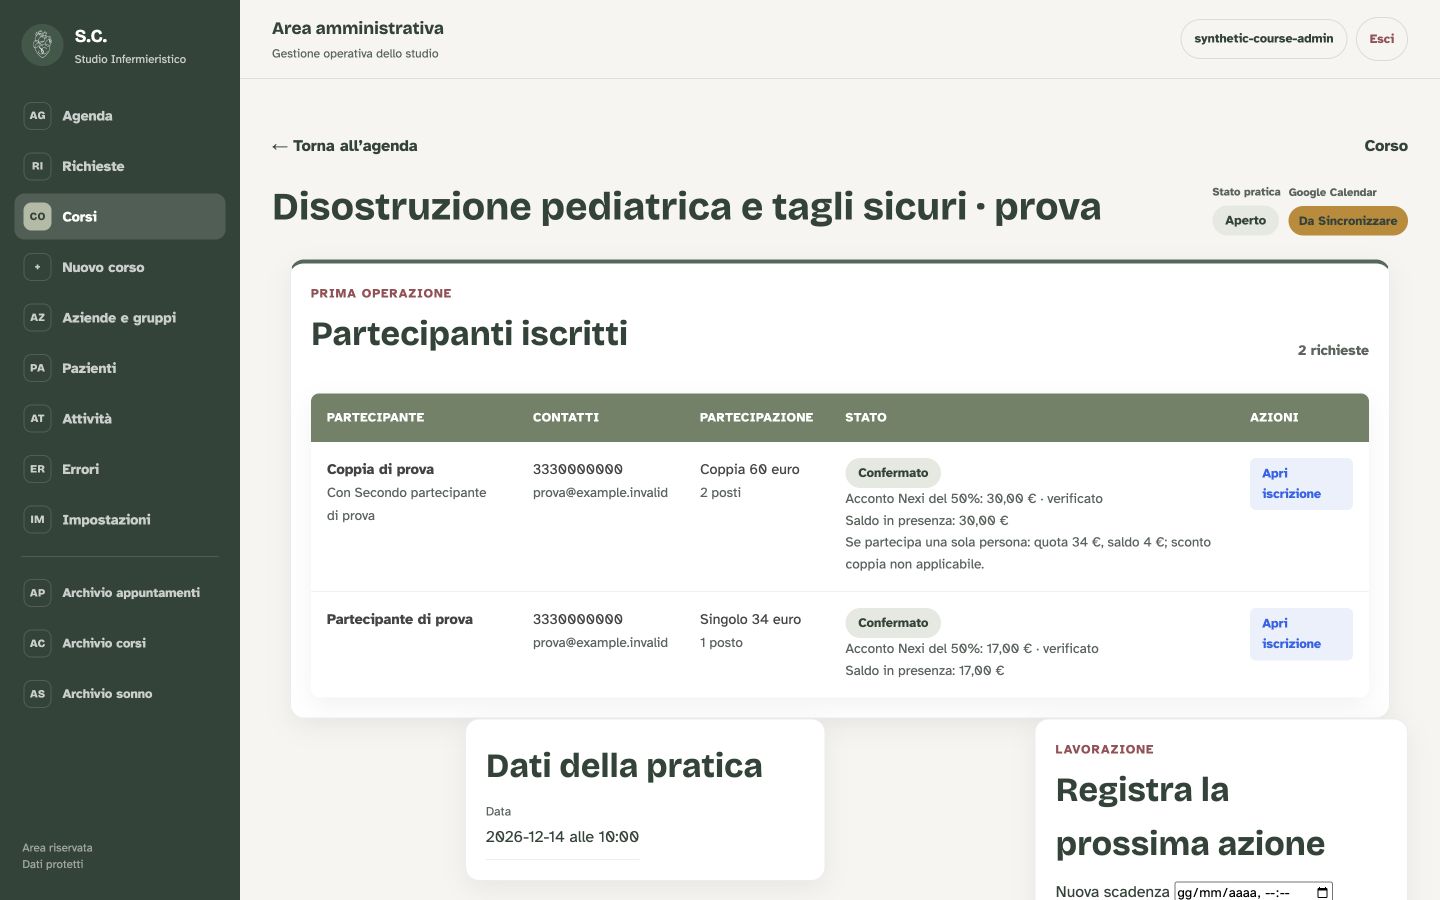 S.C.
Studio Infermieristico
AG Agenda
RI Richieste
CO Corsi
+ Nuovo corso
AZ Aziende e gruppi
PA Pazienti
AT Attività
ER Errori
IM Impostazioni
AP Archivio appuntamenti
AC Archivio corsi
AS Archivio sonno
Area riservata
Dati protetti
Area amministrativa
Gestione operativa dello studio
synthetic-course-admin
Esci
← Torna all’agenda
Corso
Disostruzione pediatrica e tagli sicuri · prova
Stato pratica Google Calendar
Aperto Da Sincronizzare
PRIMA OPERAZIONE
Partecipanti iscritti
2 richieste
PARTECIPANTE CONTATTI PARTECIPAZIONE STATO AZIONI
Coppia di prova
Con Secondo partecipante
di prova
3330000000
prova@example.invalid
Coppia 60 euro
2 posti
Confermato
Acconto Nexi del 50%: 30,00 € · verificato
Saldo in presenza: 30,00 €
Se partecipa una sola persona: quota 34 €, saldo 4 €; sconto
coppia non applicabile.
Apri
iscrizione
Partecipante di prova
3330000000
prova@example.invalid
Singolo 34 euro
1 posto
Confermato
Acconto Nexi del 50%: 17,00 € · verificato
Saldo in presenza: 17,00 €
Apri
iscrizione
Dati della pratica
Data
2026-12-14 alle 10:00
LAVORAZIONE
Registra la
prossima azione
Nuova scadenza gg/mm/aaaa, --:--